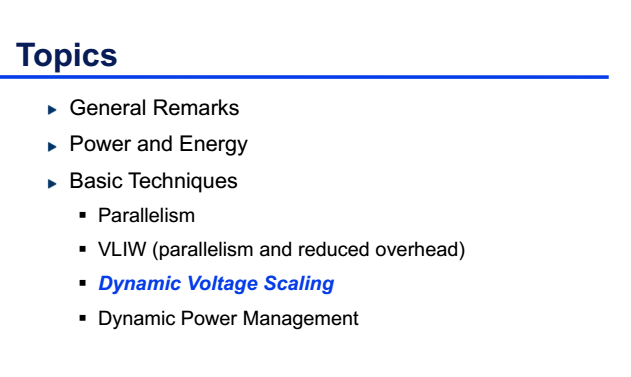 Topics
General Remarks
Power and Energy
Basic Techniques
Parallelism
VLIW (parallelism and reduced overhead)
Dynamic Voltage Scaling
Dynamic Power Management